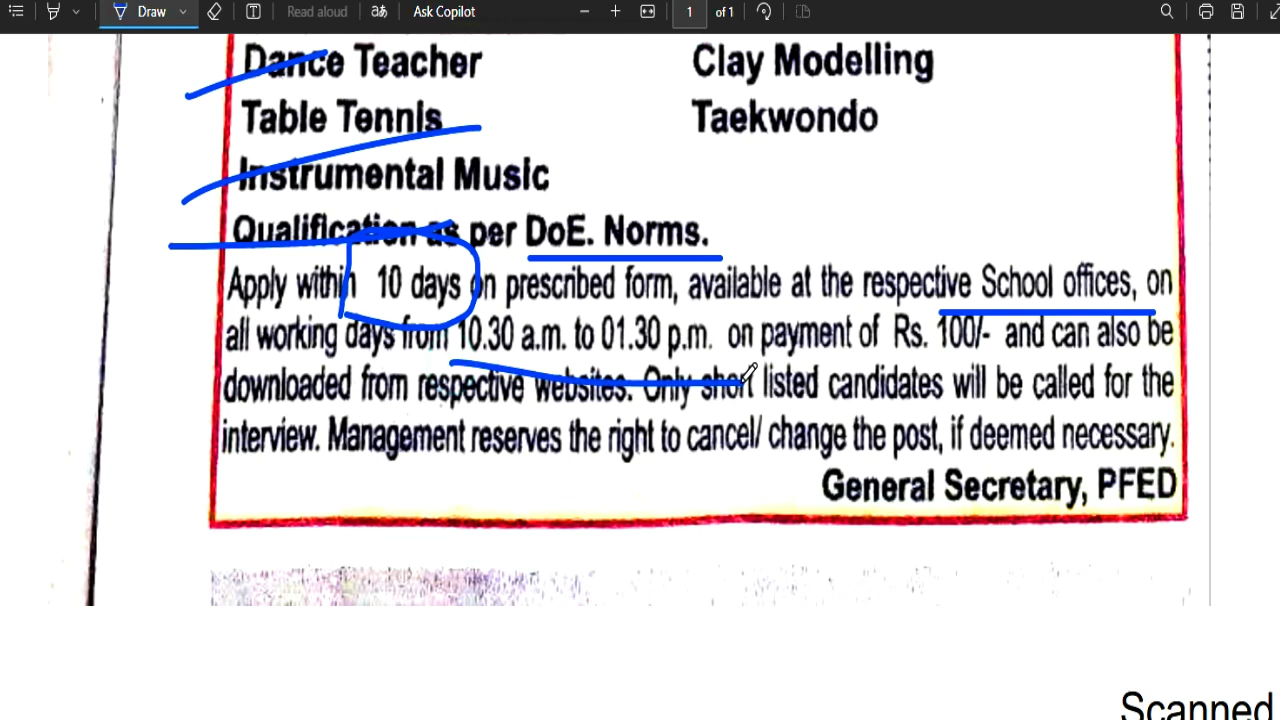 Draw
Read aloud
aあ
Ask Copilot
1 of 1
Dance Teacher Clay Modelling
Table Tennis Taekwondo
Instrumental Music
Qualification as per DoE. Norms.
Apply within 10 days on prescribed form, available at the respective School offices, on
all working days from 10.30 a.m. to 01.30 p.m. on payment of Rs. 100/- and can also be
downloaded from respective websites. Only short listed candidates will be called for the
interview. Management reserves the right to cancel/ change the post, if deemed necessary.
General Secretary, PFED
Scanned